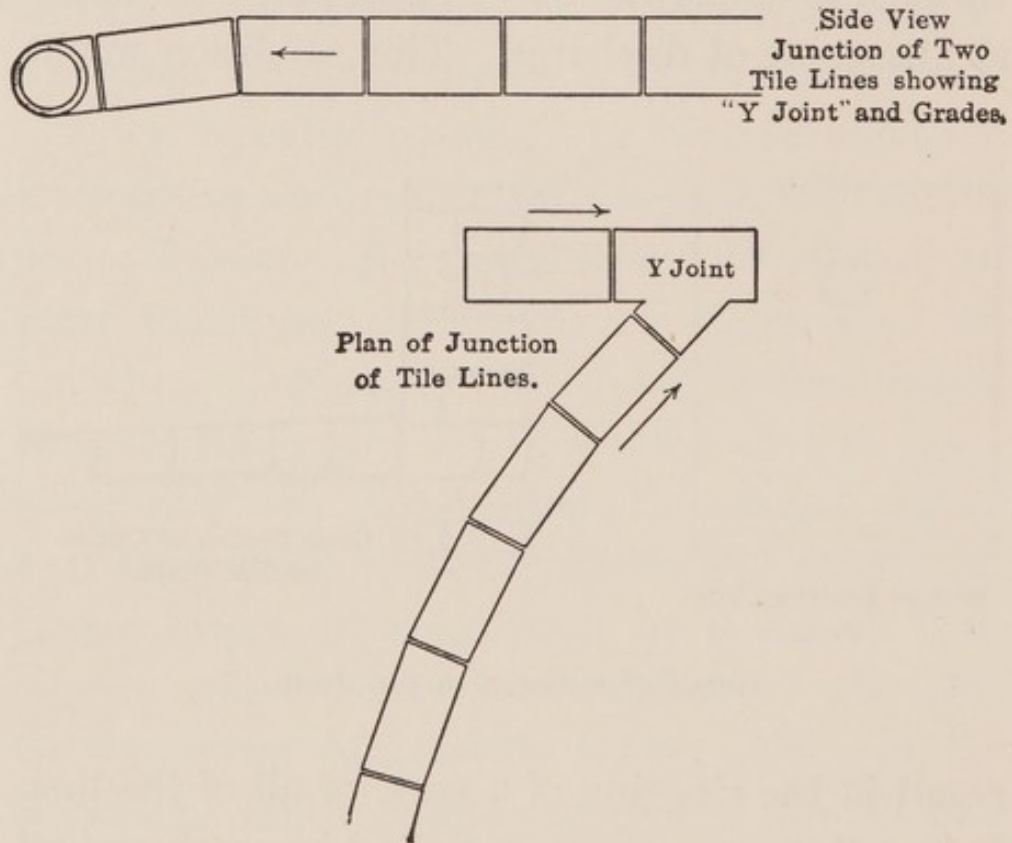 Side View
Junction of Two
Tile Lines showing
"Y Joint" and Grades.
Y Joint
Plan of Junction
of Tile Lines.